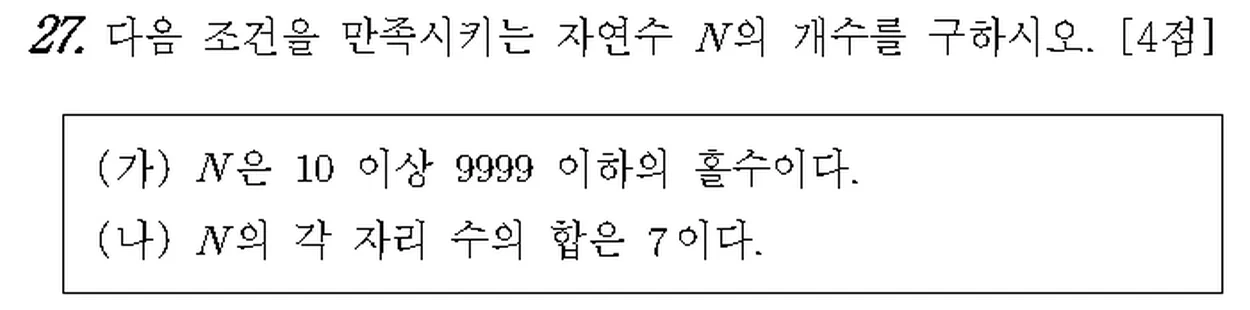 27. 다음 조건을 만족시키는 자연수 N의 개수를 구하시오. [4점]
(가) N은 10 이상 9999 이하의 홀수이다.
(나) N의 각 자리 수의 합은 7이다.